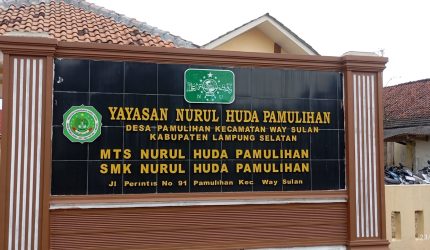 NU
YAYASAN NURUL HUDA PAMULIHAN
DESA PAMULIHAN KECAMATAN WAY SULAN
KABUPATEN LAMPUNG SELATAN
MTS NURUL HUDA PAMULIHAN
SMK NURUL HUDA PAMULIHAN
Jl Perintis No 91 Pamulihan Kec Way Sulan